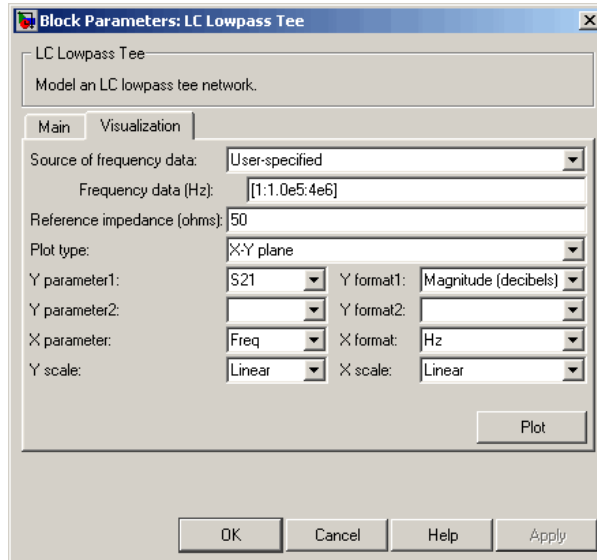 Block Parameters: LC Lowpass Tee
LC Lowpass Tee
Model an LC lowpass tee network.
Main Visualization
Source of frequency data: User-specified
Frequency data (Hz): [1:1.0e5:4e6]
Reference impedance (ohms): 50
Plot type: X-Y plane
Y parameter1: S21 Y format1: Magnitude (decibels)
Y parameter2: Y format2:
X parameter: Freq X format: Hz
Y scale: Linear X scale: Linear
Plot
OK Cancel Help Apply